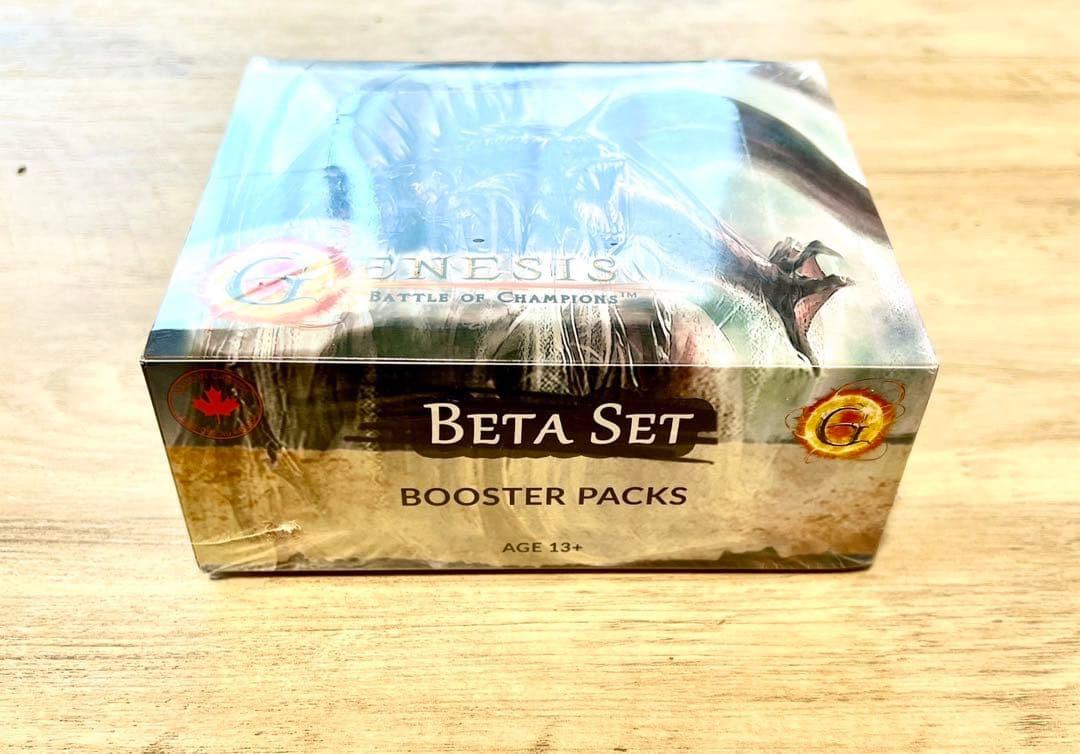 GENESIS
BATTLE OF CHAMPIONS™
BETA SET
BOOSTER PACKS
G
AGE 13+